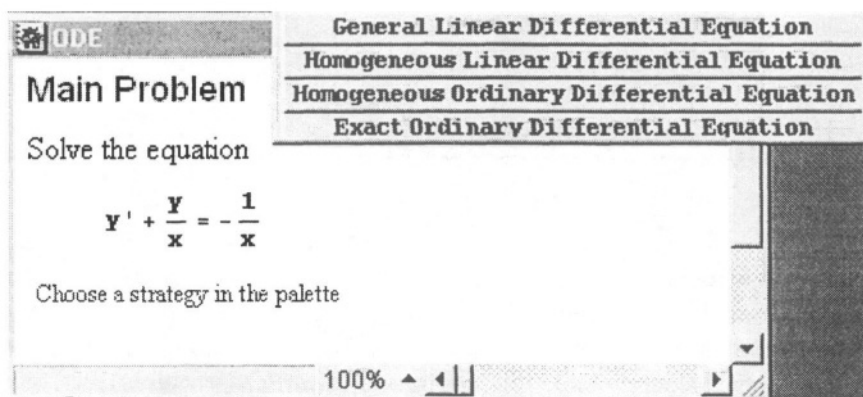 ODE
General Linear Differential Equation
Homogeneous Linear Differential Equation
Homogeneous Ordinary Differential Equation
Exact Ordinary Differential Equation
Main Problem
Solve the equation
y' + y/x = - 1/x
Choose a strategy in the palette
100%